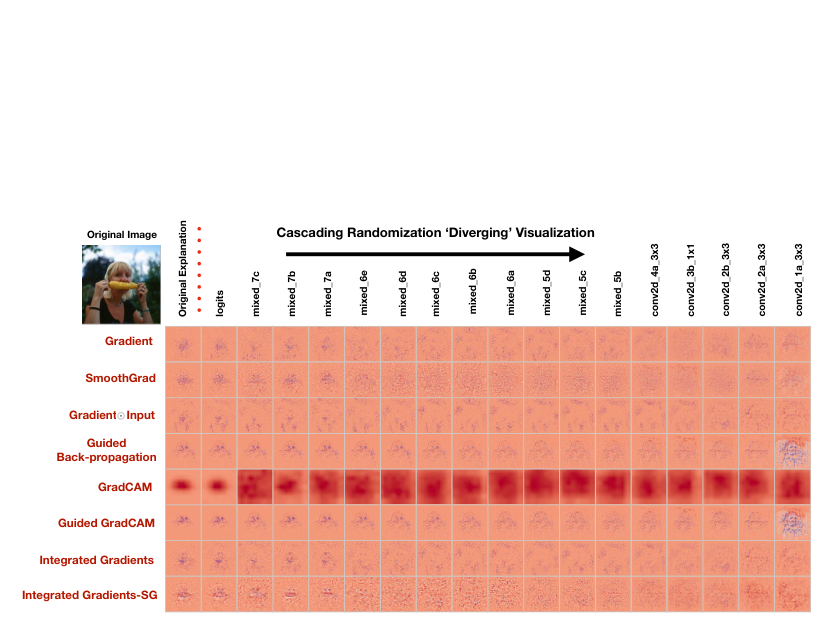 Original Image
Original Explanation
Cascading Randomization ‘Diverging’ Visualization
logits
mixed_7c
mixed_7b
mixed_7a
mixed_6e
mixed_6d
mixed_6c
mixed_6b
mixed_6a
mixed_5d
mixed_5c
mixed_5b
conv2d_4a_3x3
conv2d_3b_1x1
conv2d_2b_3x3
conv2d_2a_3x3
conv2d_1a_3x3
Gradient
SmoothGrad
Gradient☉Input
Guided
Back-propagation
GradCAM
Guided GradCAM
Integrated Gradients
Integrated Gradients-SG